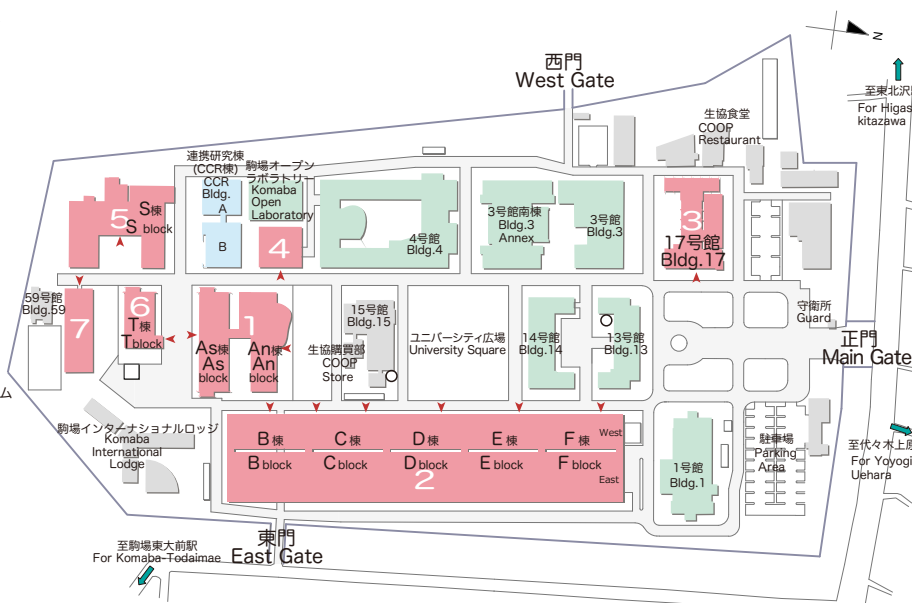 N
西門
West Gate
至東北沢
For Higas
kitazawa
生協食堂
COOP
Restaurant
連携研究棟
(CCR棟)
CCR
Bldg.
A
B
駒場オープン
ラボラトリー
Komaba
Open
Laboratory
5
S棟
S block
4
4号館
Bldg.4
3号館南棟
Bldg.3
Annex
3号館
Bldg.3
3
17号館
Bldg.17
59号館
Bldg.59
7
6
T棟
T block
1
As棟
As
block
An棟
An
block
15号館
Bldg.15
生協購買部
COOP
Store
ユニバーシティ広場
University Square
14号館
Bldg.14
13号館
Bldg.13
守衛所
Guard
正門
Main Gate
ム
駒場インターナショナルロッジ
Komaba
International
Lodge
B棟
B block
C棟
C block
D棟
D block
2
E棟
E block
F棟
F block
West
East
1号館
Bldg.1
駐車場
Parking
Area
至代々木上原
For Yoyogi
Uehara
東門
East Gate
至駒場東大前駅
For Komaba-Todaimae